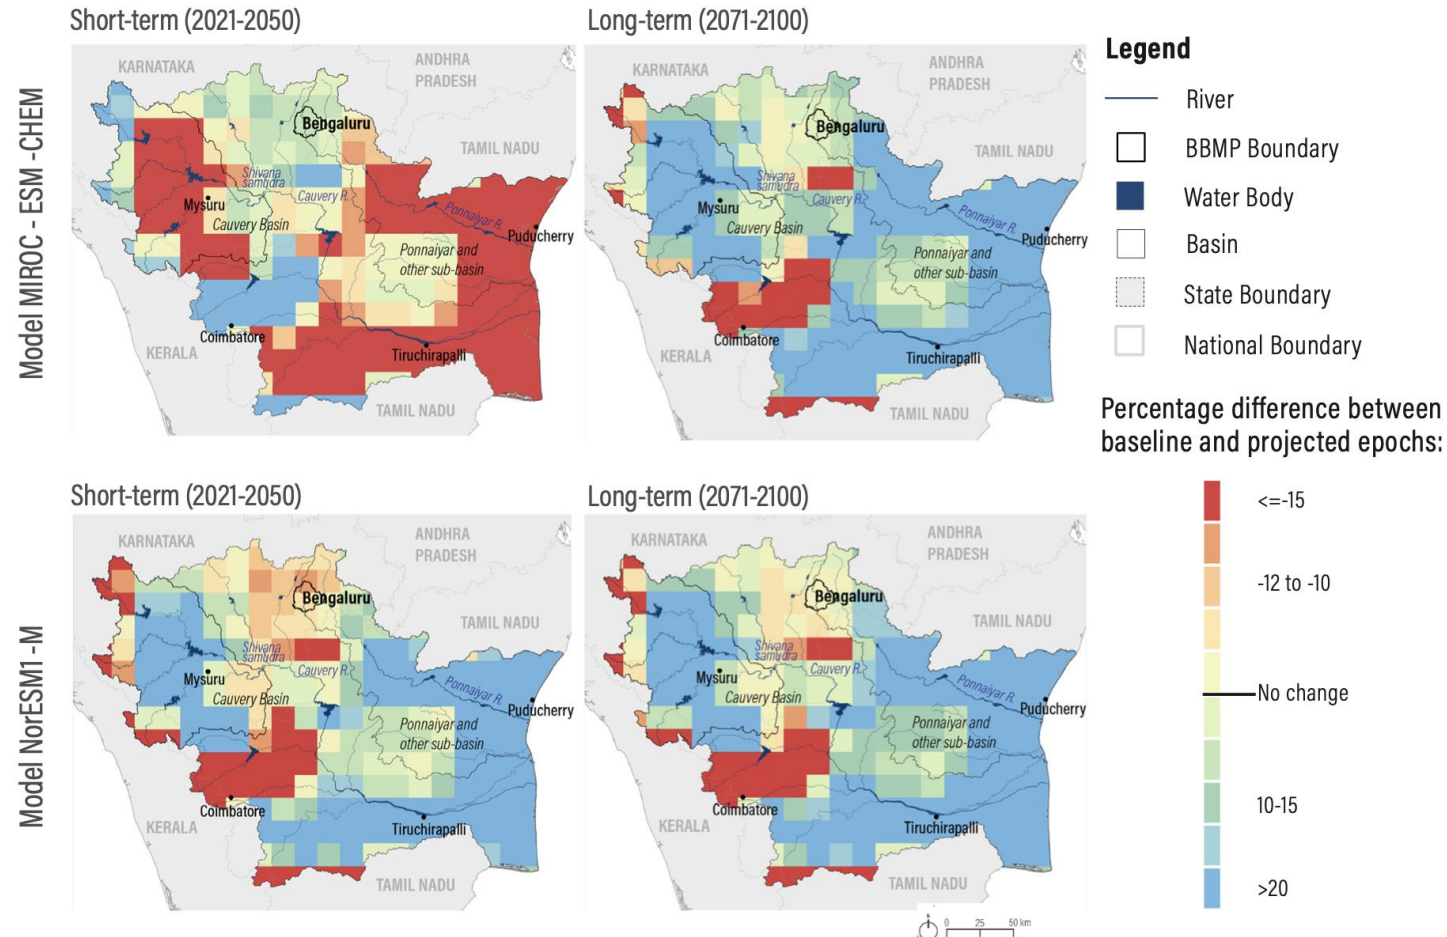 Short-term (2021-2050)
Long-term (2071-2100)
Model MIROC - ESM -CHEM
KARNATAKA
ANDHRA
PRADESH
Bengaluru
TAMIL NADU
Shivana
samudra
Cauvery R.
Mysuru
Cauvery Basin
Ponnaiyar R.
Puducherry
Ponnaiyar and
other sub-basin
Coimbatore
KERALA
Tiruchirapalli
TAMIL NADU
KARNATAKA
ANDHRA
PRADESH
Bengaluru
TAMIL NADU
Shivana
samudra
Cauvery R.
Mysuru
Cauvery Basin
Ponnaiyar R.
Puducherry
Ponnaiyar and
other sub-basin
Coimbatore
KERALA
Tiruchirapalli
TAMIL NADU
Legend
River
BBMP Boundary
Water Body
Basin
State Boundary
National Boundary
Percentage difference between
baseline and projected epochs:
<=-15
-12 to -10
No change
10-15
>20
Short-term (2021-2050)
Long-term (2071-2100)
Model NorESM1 -M
KARNATAKA
ANDHRA
PRADESH
Bengaluru
TAMIL NADU
Shivana
samudra
Cauvery R.
Mysuru
Cauvery Basin
Ponnaiyar R.
Puducherry
Ponnaiyar and
other sub-basin
Coimbatore
KERALA
Tiruchirapalli
TAMIL NADU
KARNATAKA
ANDHRA
PRADESH
Bengaluru
TAMIL NADU
Shivana
samudra
Cauvery R.
Mysuru
Cauvery Basin
Ponnaiyar R.
Puducherry
Ponnaiyar and
other sub-basin
Coimbatore
KERALA
Tiruchirapalli
TAMIL NADU
0 25 50 km